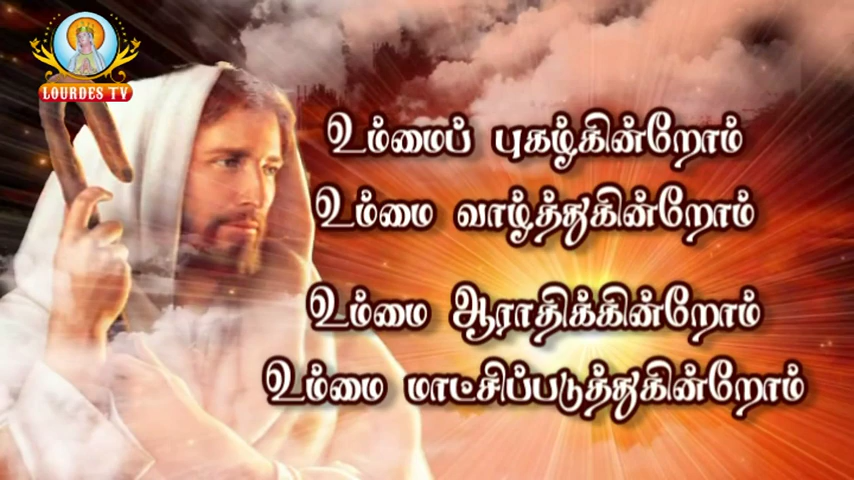 LOURDES TV
உம்மைப் புகழ்கின்றோம்
உம்மை வாழ்த்துகின்றோம்
உம்மை ஆராதிக்கின்றோம்
உம்மை மாட்சிப்படுத்துகின்றோம்